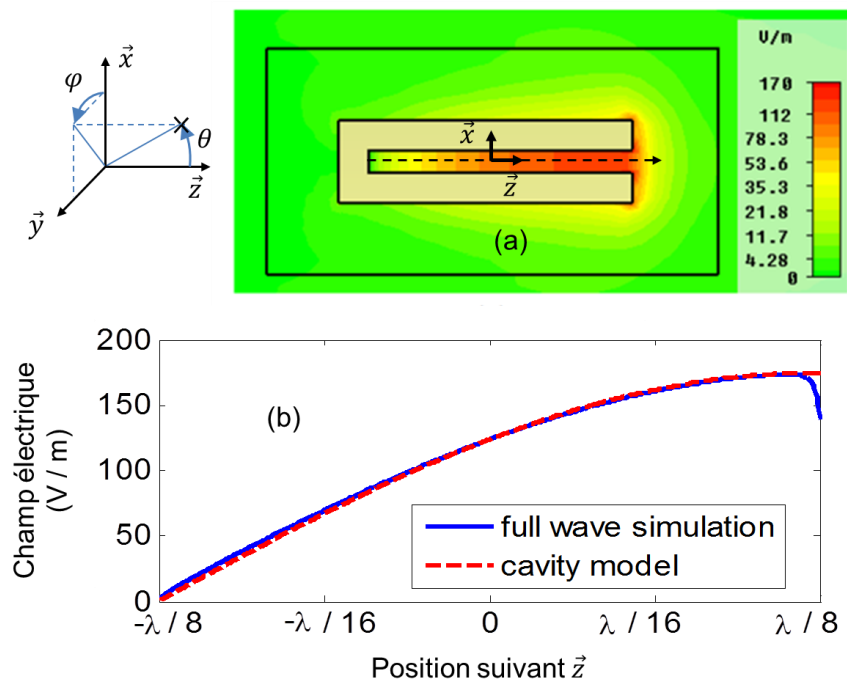 x⃗
φ
θ
z⃗
y⃗
V/m
170
112
78.3
53.6
35.3
21.8
11.7
4.28
0
x⃗
z⃗
(a)
200
150
100
50
0
Champ électrique
(V / m)
(b)
full wave simulation
cavity model
-λ / 8
-λ / 16
0
λ / 16
λ / 8
Position suivant z⃗